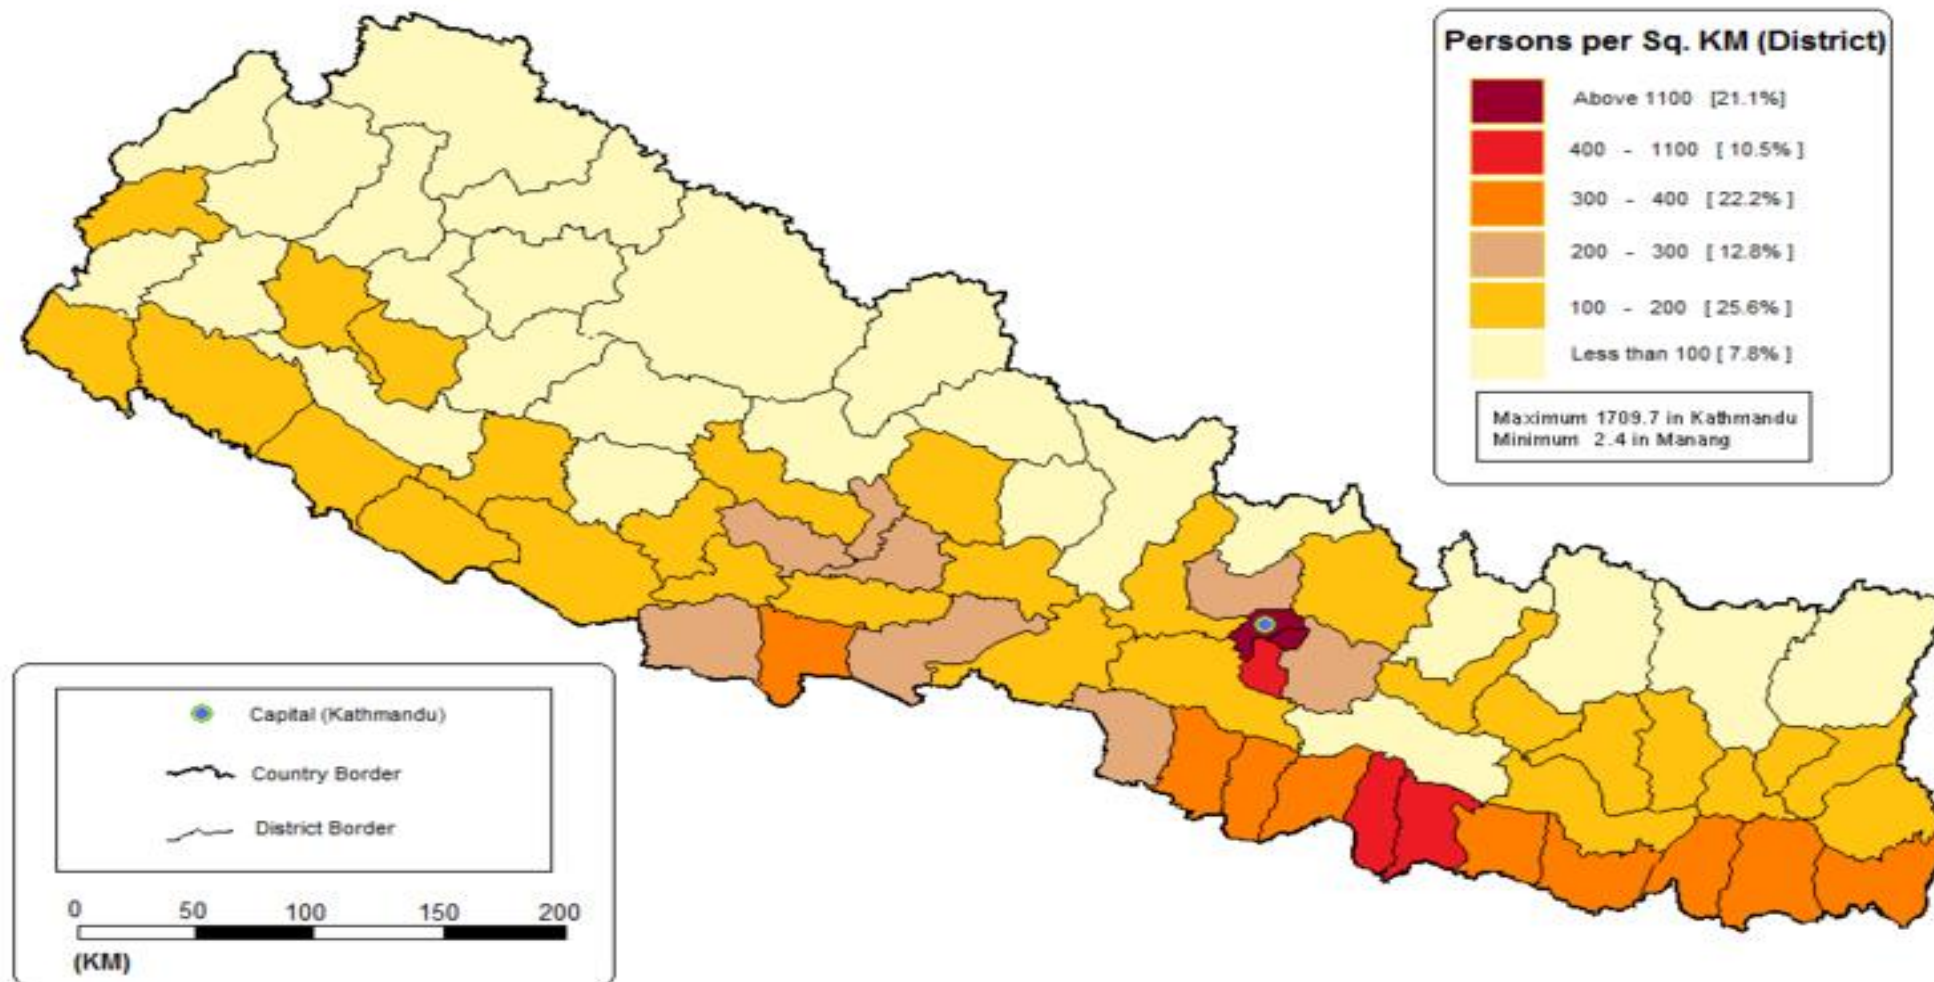 Persons per Sq. KM (District)
Above 1100 [21.1%]
400 - 1100 [ 10.5% ]
300 - 400 [ 22.2% ]
200 - 300 [ 12.8% ]
100 - 200 [ 25.6% ]
Less than 100 [ 7.8% ]
Maximum 1709.7 in Kathmandu
Minimum 2.4 in Manang
Capital (Kathmandu)
Country Border
District Border
0 50 100 150 200
(KM)